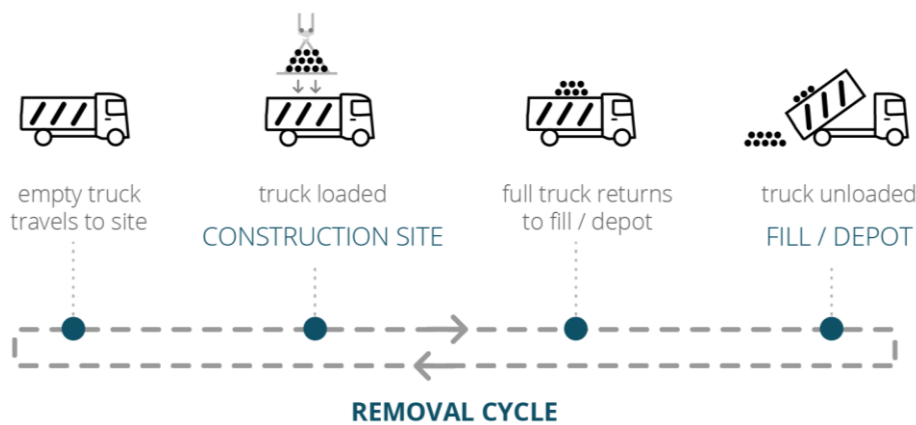 empty truck
travels to site
truck loaded
CONSTRUCTION SITE
full truck returns
to fill / depot
truck unloaded
FILL / DEPOT
REMOVAL CYCLE